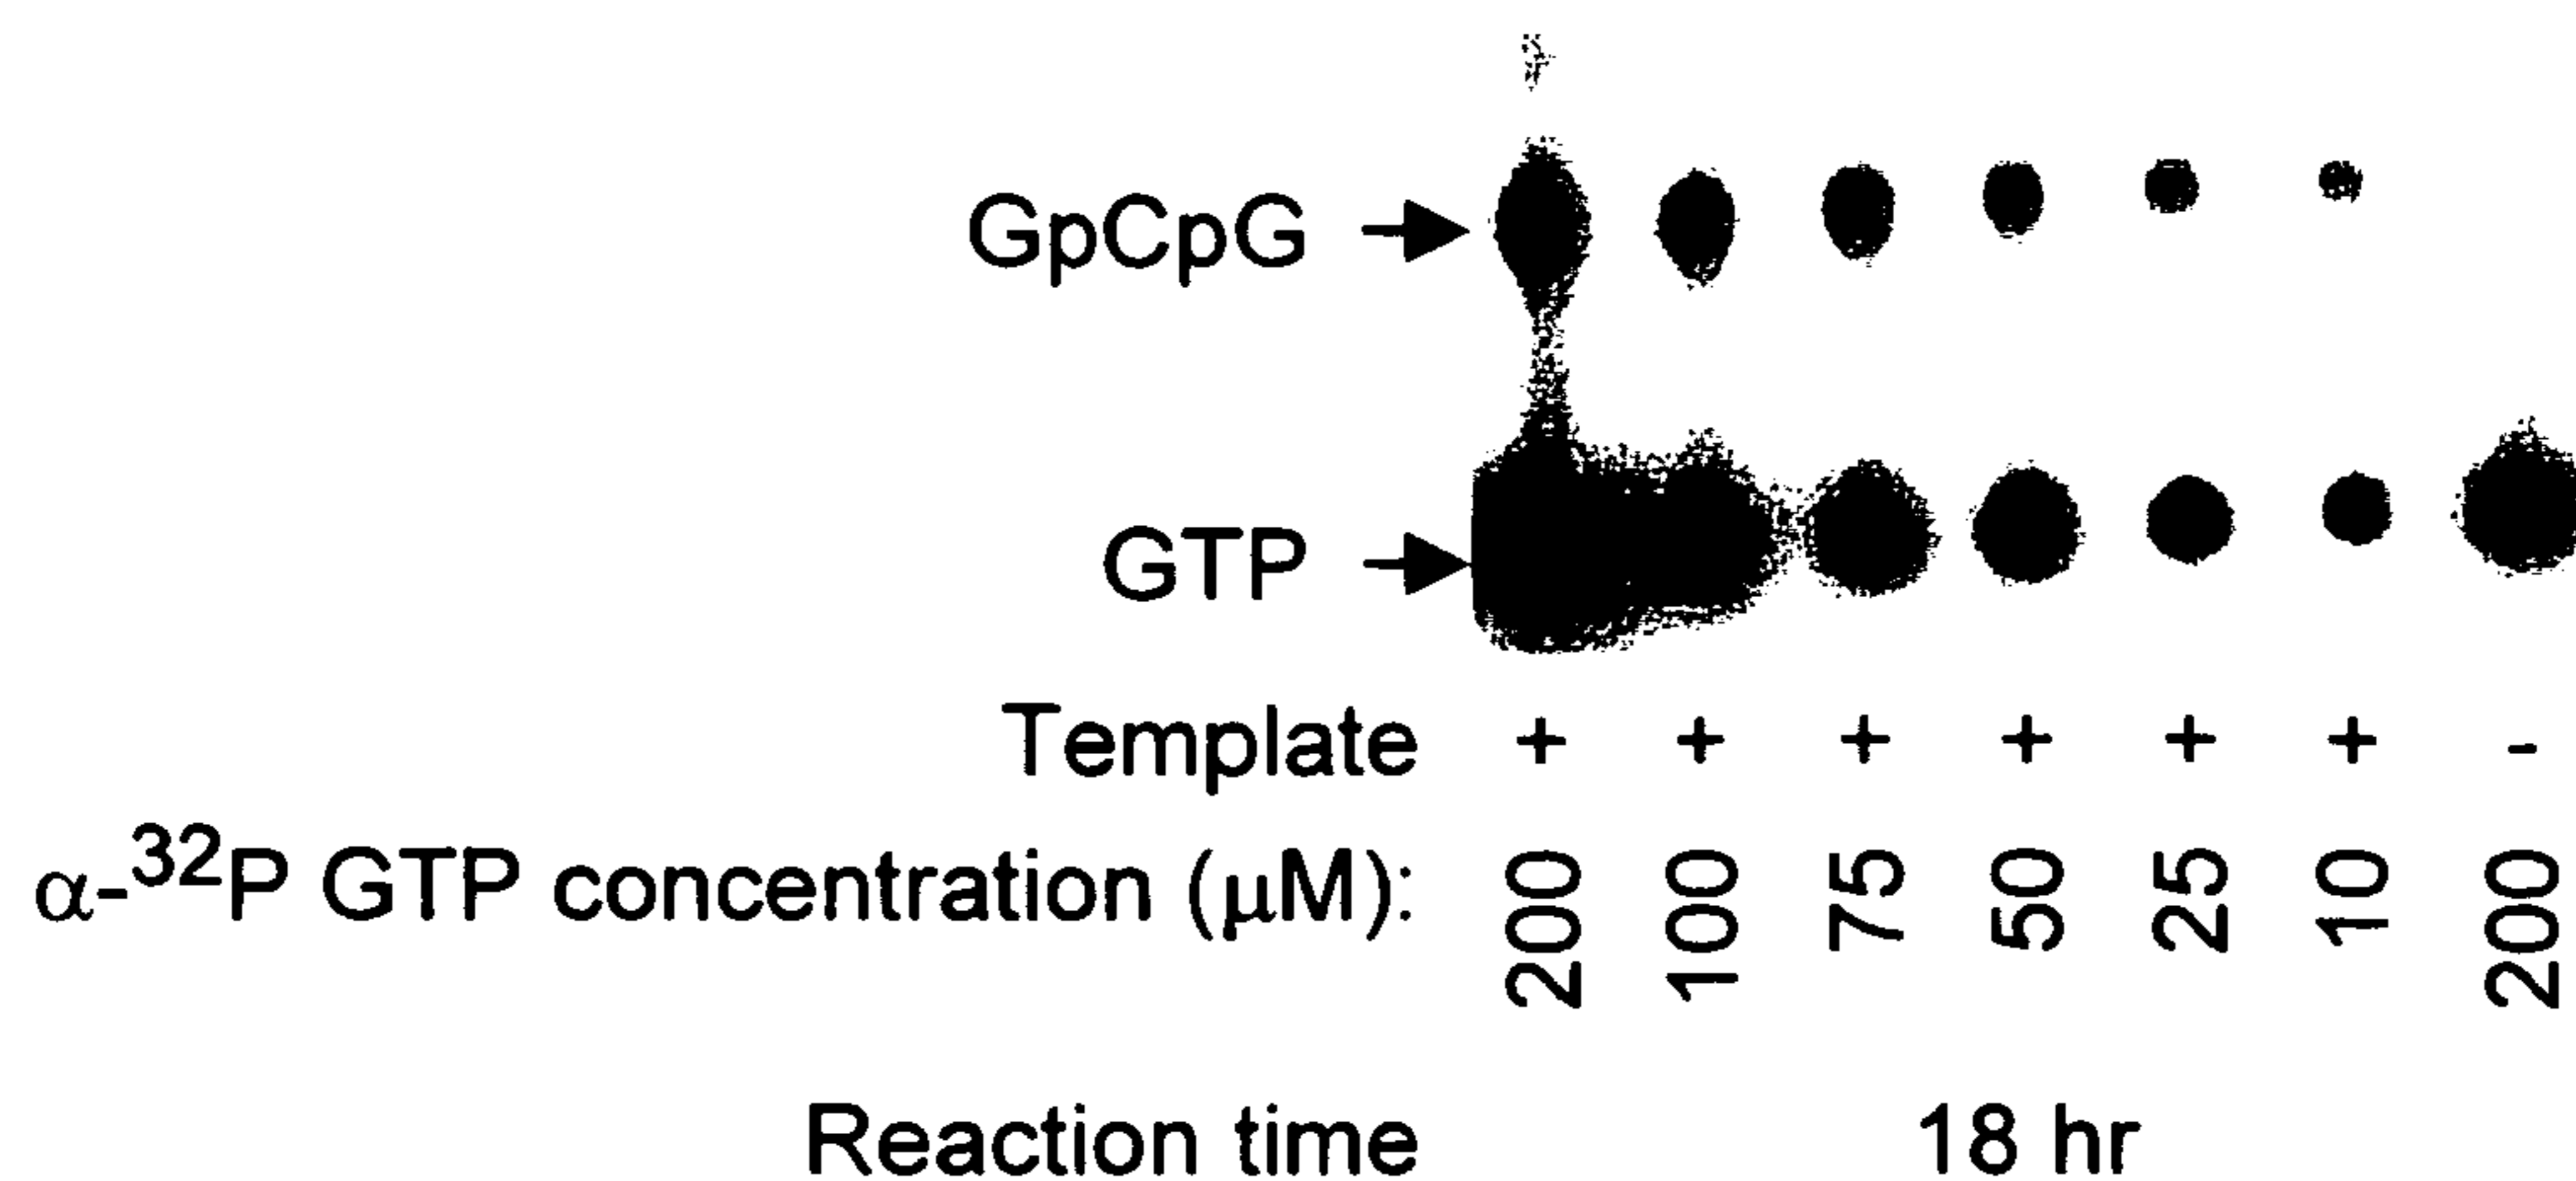 GpCpG
GTP
Template + + + + + + -
α-³²P GTP concentration (μM): 200 100 75 50 25 10 200
Reaction time 18 hr